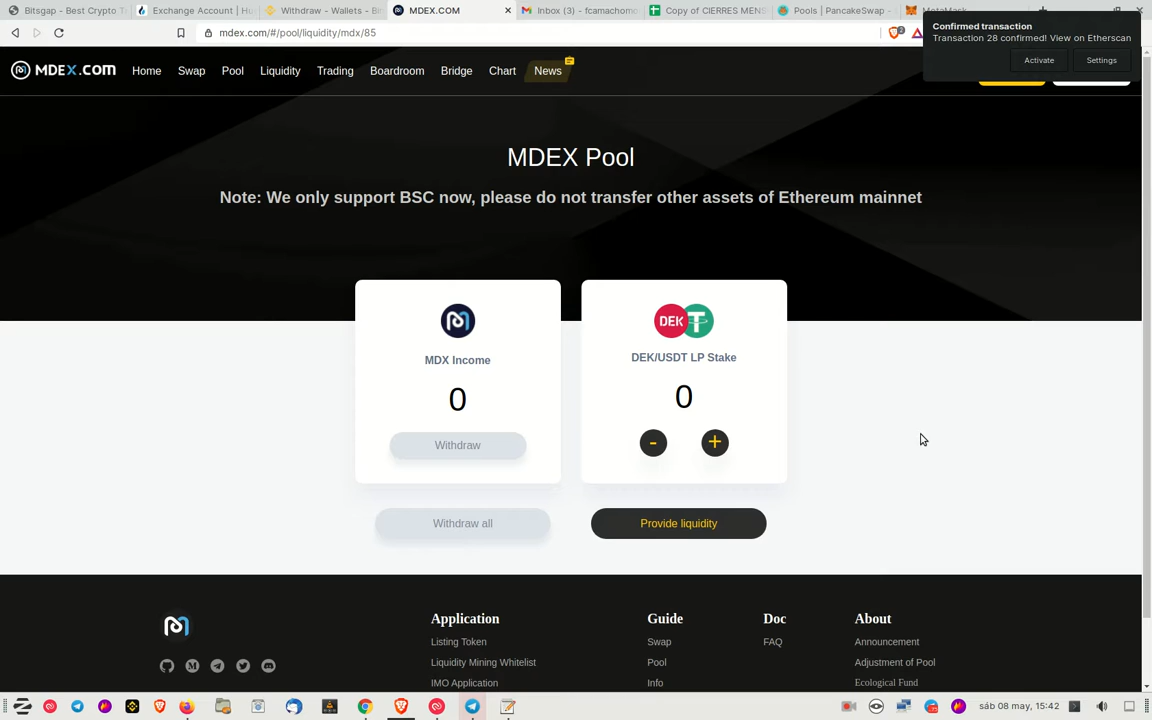 Bitsgap - Best Crypto T
Exchange Account | Hu
Withdraw - Wallets - Bi
MDEX.COM
Inbox (3) - fcamachom
Copy of CIERRES MENS
Pools | PancakeSwap -
MetaMask
mdex.com/#/pool/liquidity/mdx/85
2
Confirmed transaction
Transaction 28 confirmed! View on Etherscan
Activate
Settings
MDEX.COM
Home
Swap
Pool
Liquidity
Trading
Boardroom
Bridge
Chart
News
MDEX Pool
Note: We only support BSC now, please do not transfer other assets of Ethereum mainnet
MDX Income
0
Withdraw
DEK
DEK/USDT LP Stake
0
-
+
Withdraw all
Provide liquidity
Application
Guide
Doc
About
Listing Token
Swap
FAQ
Announcement
Liquidity Mining Whitelist
Pool
Adjustment of Pool
IMO Application
Info
Ecological Fund
sáb 08 may, 15:42